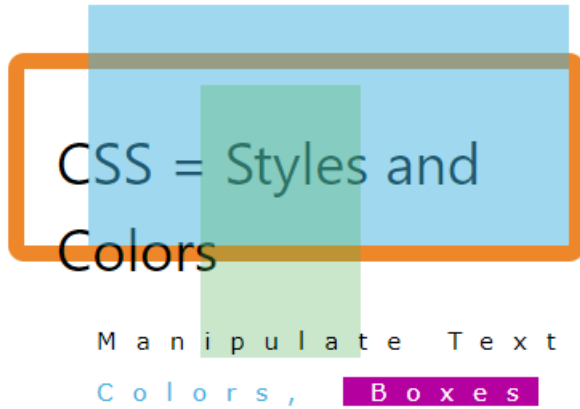 CSS = Styles and
Colors
Manipulate Text
Colors, Boxes